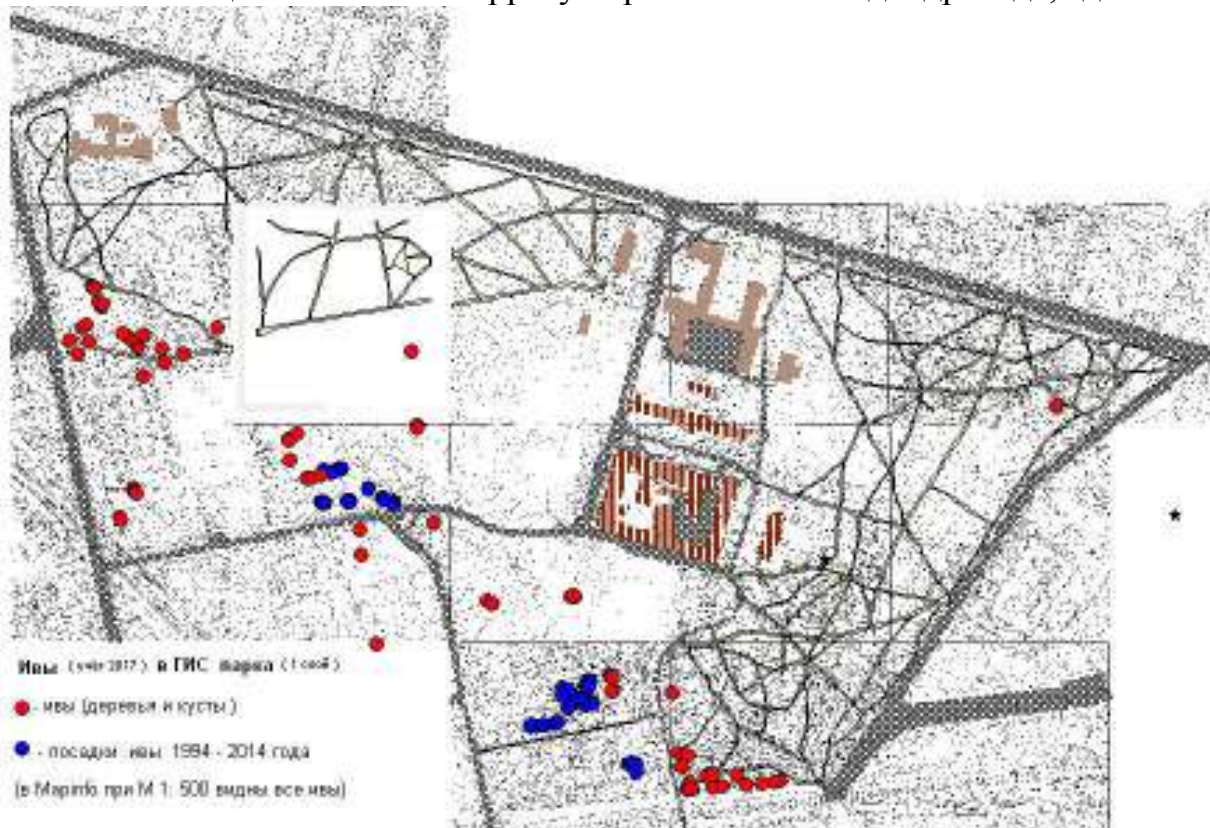 Ивы (учёт 2017) в ГИС парка (1 слой)
- ивы (деревья и кусты)
- посадки ивы 1994 - 2014 года
(в Mapinfo при М 1: 500 видны все ивы)